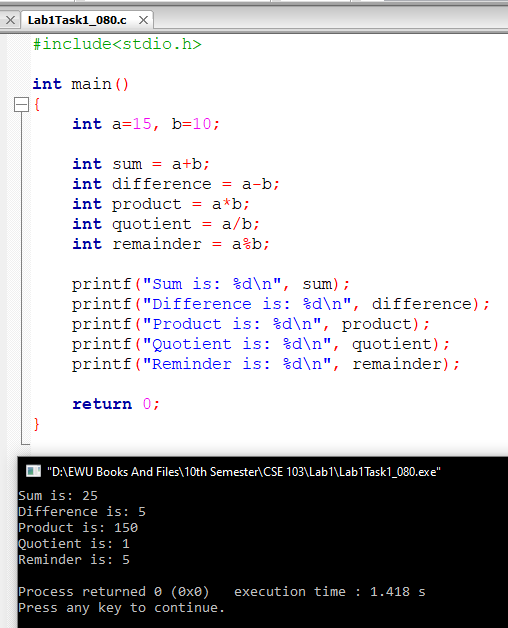 Lab1Task1_080.c
#include<stdio.h>
int main()
{
int a=15, b=10;
int sum = a+b;
int difference = a-b;
int product = a*b;
int quotient = a/b;
int remainder = a%b;
printf("Sum is: %d\n", sum);
printf("Difference is: %d\n", difference);
printf("Product is: %d\n", product);
printf("Quotient is: %d\n", quotient);
printf("Reminder is: %d\n", remainder);
return 0;
}
"D:\EWU Books And Files\10th Semester\CSE 103\Lab1\Lab1Task1_080.exe"
Sum is: 25
Difference is: 5
Product is: 150
Quotient is: 1
Reminder is: 5
Process returned 0 (0x0)   execution time : 1.418 s
Press any key to continue.